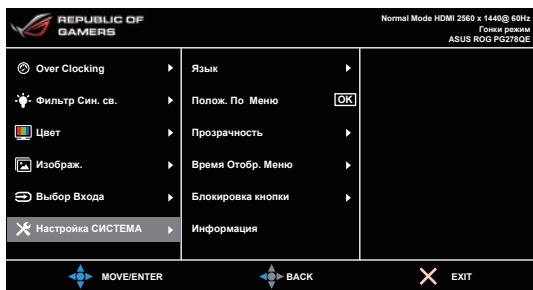 REPUBLIC OF
GAMERS
Normal Mode HDMI 2560 x 1440@ 60Hz
Гонки режим
ASUS ROG PG278QE
Over Clocking
Фильтр Син. св.
Цвет
Изображ.
Выбор Входа
Настройка СИСТЕМА
Язык
Полож. По Меню OK
Прозрачность
Время Отобр. Меню
Блокировка кнопки
Информация
MOVE/ENTER
BACK
EXIT